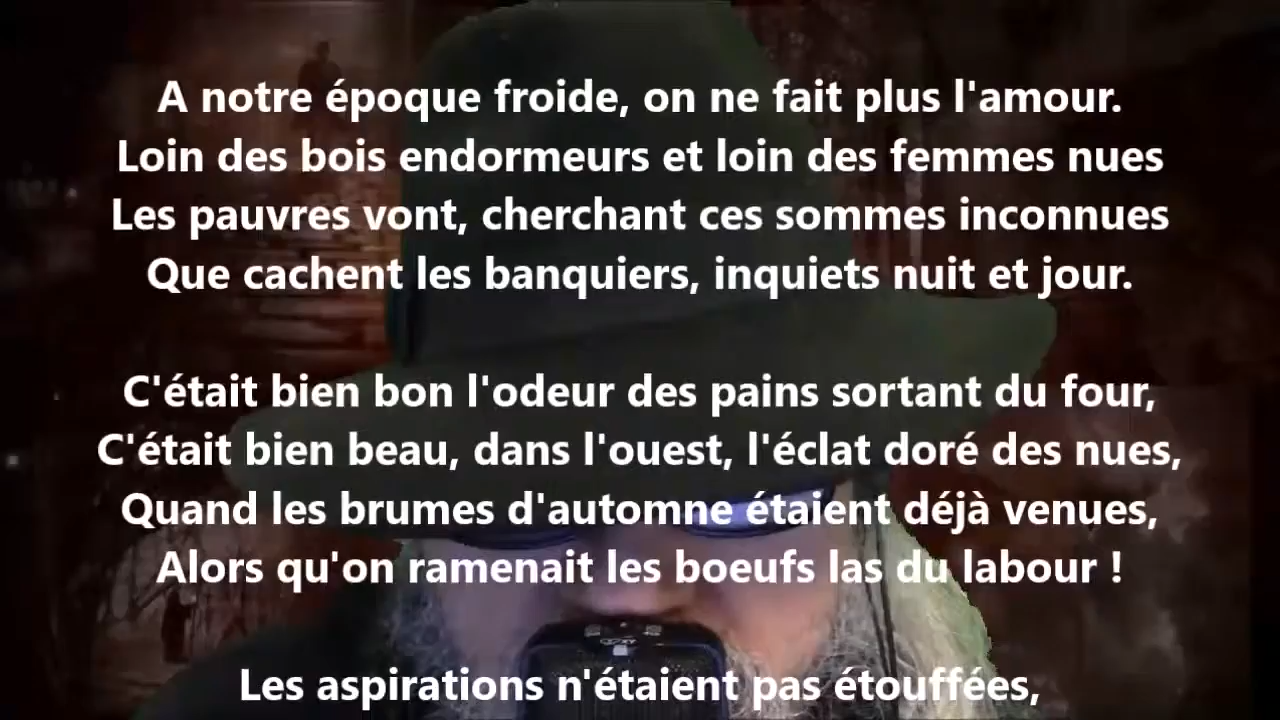 A notre époque froide, on ne fait plus l'amour.
Loin des bois endormeurs et loin des femmes nues
Les pauvres vont, cherchant ces sommes inconnues
Que cachent les banquiers, inquiets nuit et jour.
C'était bien bon l'odeur des pains sortant du four,
C'était bien beau, dans l'ouest, l'éclat doré des nues,
Quand les brumes d'automne étaient déjà venues,
Alors qu'on ramenait les boeufs las du labour !
Les aspirations n'étaient pas étouffées,